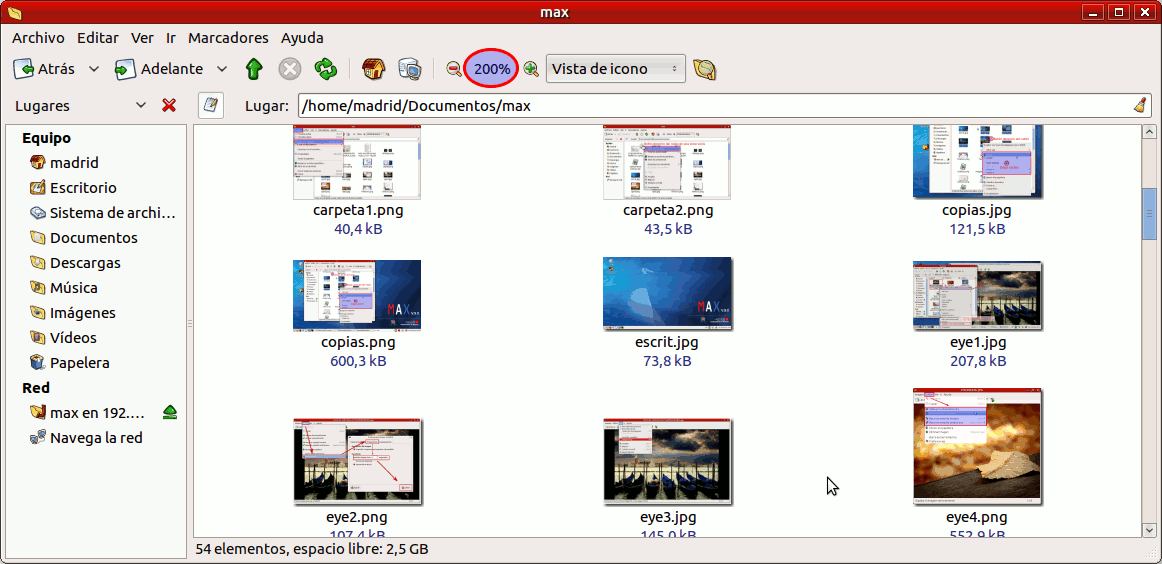 max
Archivo Editar Ver Ir Marcadores Ayuda
Atrás Adelante 200% Vista de icono
Lugares Lugar: /home/madrid/Documentos/max
Equipo
madrid
Escritorio
Sistema de archi...
Documentos
Descargas
Música
Imágenes
Vídeos
Papelera
Red
max en 192....
Navega la red
carpeta1.png carpeta2.png copias.jpg
40,4 kB 43,5 kB 121,5 kB
MAX
copias.png escrit.jpg eye1.jpg
600,3 kB 73,8 kB 207,8 kB
eye2.png eye3.jpg eye4.png
107,4 kB 145,0 kB 552,9 kB
54 elementos, espacio libre: 2,5 GB